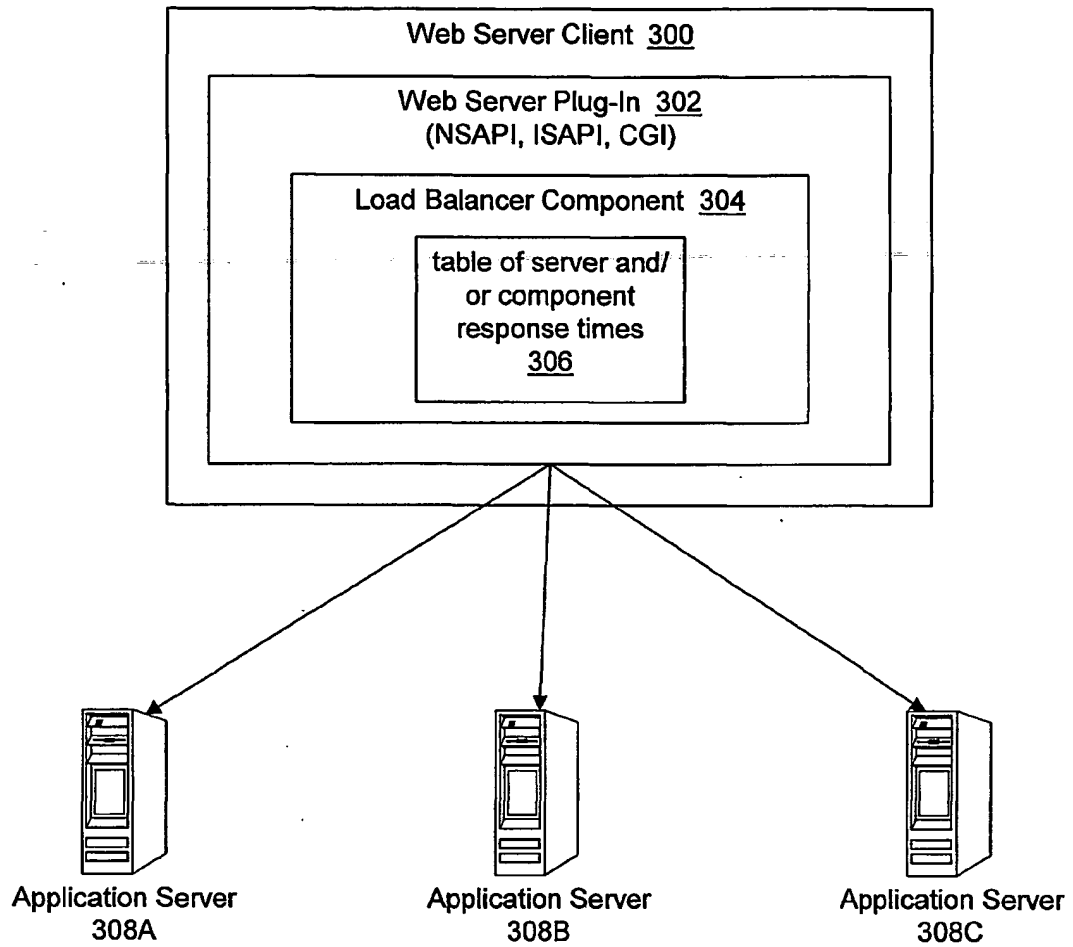 Web Server Client 300
Web Server Plug-In 302
(NSAPI, ISAPI, CGI)
Load Balancer Component 304
table of server and/
or component
response times
306
Application Server
308A
Application Server
308B
Application Server
308C